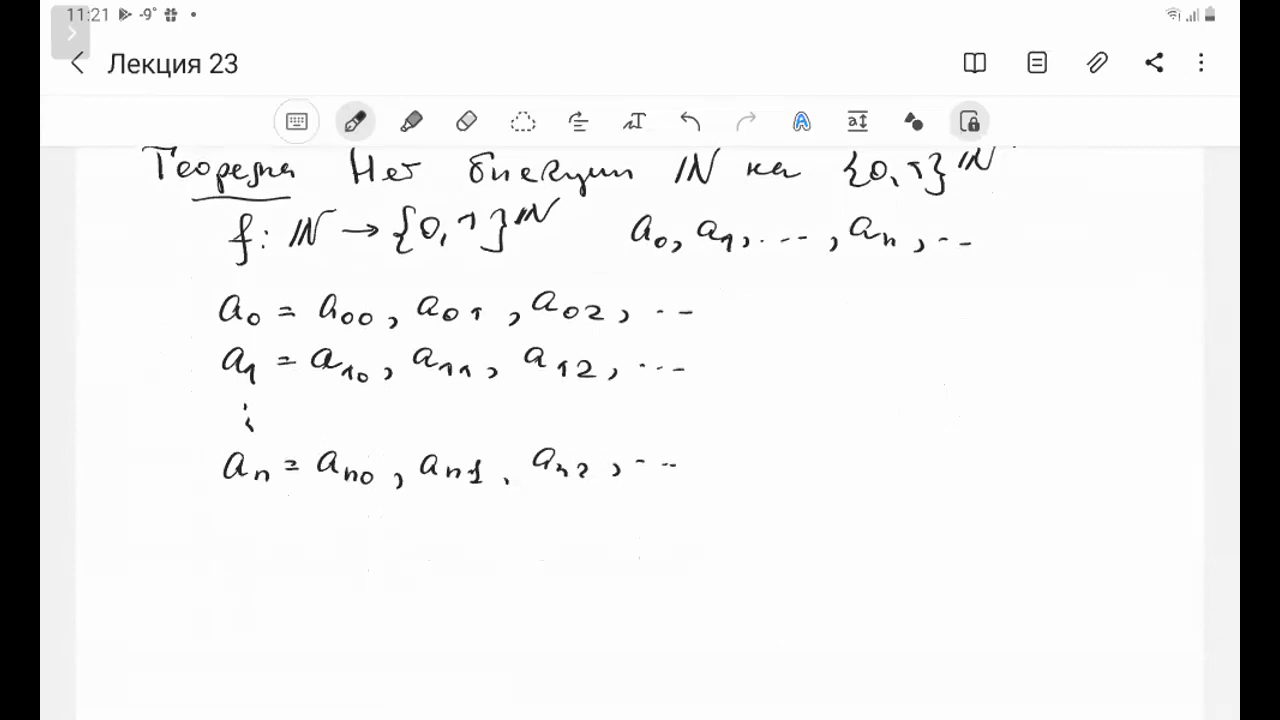 11:21 -9°
Лекция 23
Теорема Нет биекции ℕ на {0,1}^ℕ
f: ℕ → {0,1}^ℕ a₀, a₁, ..., aₙ, ...
a₀ = a₀₀, a₀₁, a₀₂, ...
a₁ = a₁₀, a₁₁, a₁₂, ...
⋮
aₙ = aₙ₀, aₙ₁, aₙ₂, ...